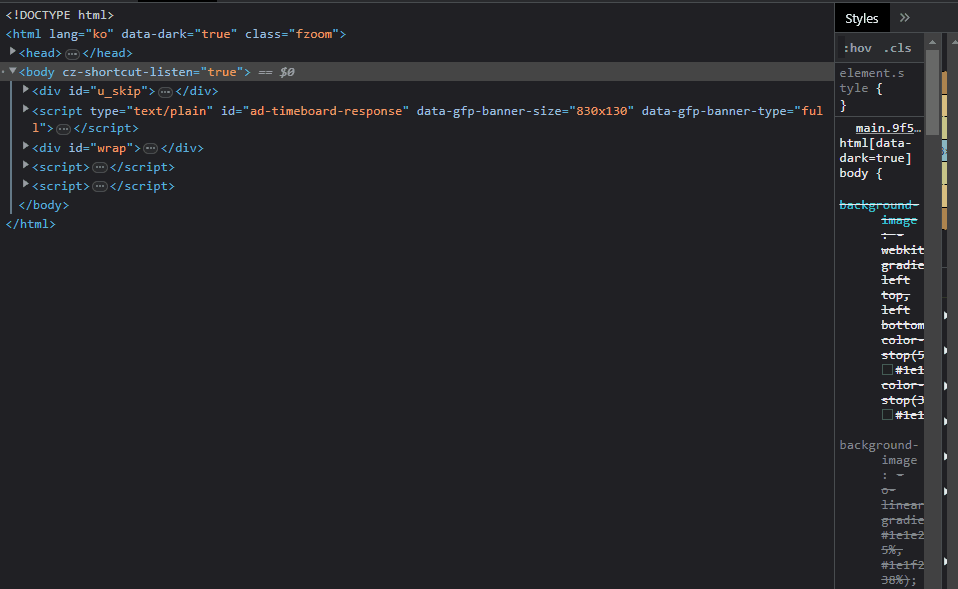 <!DOCTYPE html>
<html lang="ko" data-dark="true" class="fzoom">
<head>…</head>
<body cz-shortcut-listen="true"> == $0
<div id="u_skip">…</div>
<script type="text/plain" id="ad-timeboard-response" data-gfp-banner-size="830x130" data-gfp-banner-type="ful
l">…</script>
<div id="wrap">…</div>
<script>…</script>
<script>…</script>
</body>
</html>
Styles »
:hov .cls
element.s
tyle {
}
main.9f5…
html[data-
dark=true]
body {
background-
image
: -
webkit
gradie
left
top,
left
bottom
color-
stop(5
#1e1
color-
stop(3
#1e1
background-
image
: -
o-
linear
gradie
#1e1e2
5%,
#1e1f2
38%);